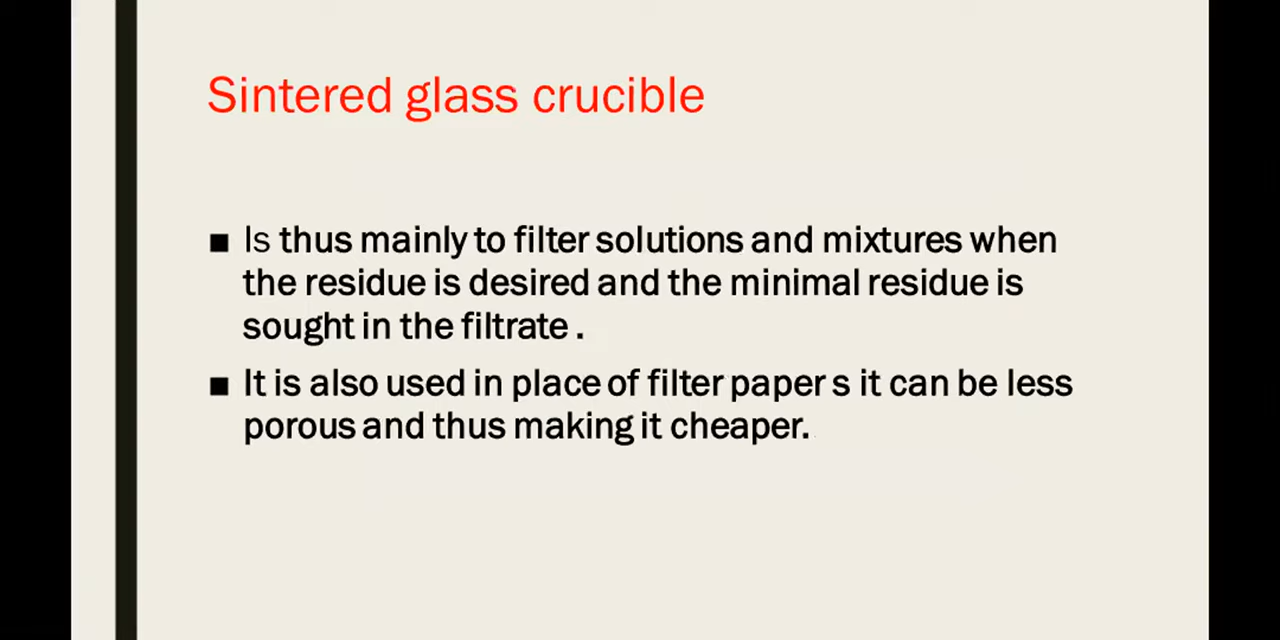 Sintered glass crucible
■ Is thus mainly to filter solutions and mixtures when
the residue is desired and the minimal residue is
sought in the filtrate .
■ It is also used in place of filter paper s it can be less
porous and thus making it cheaper.